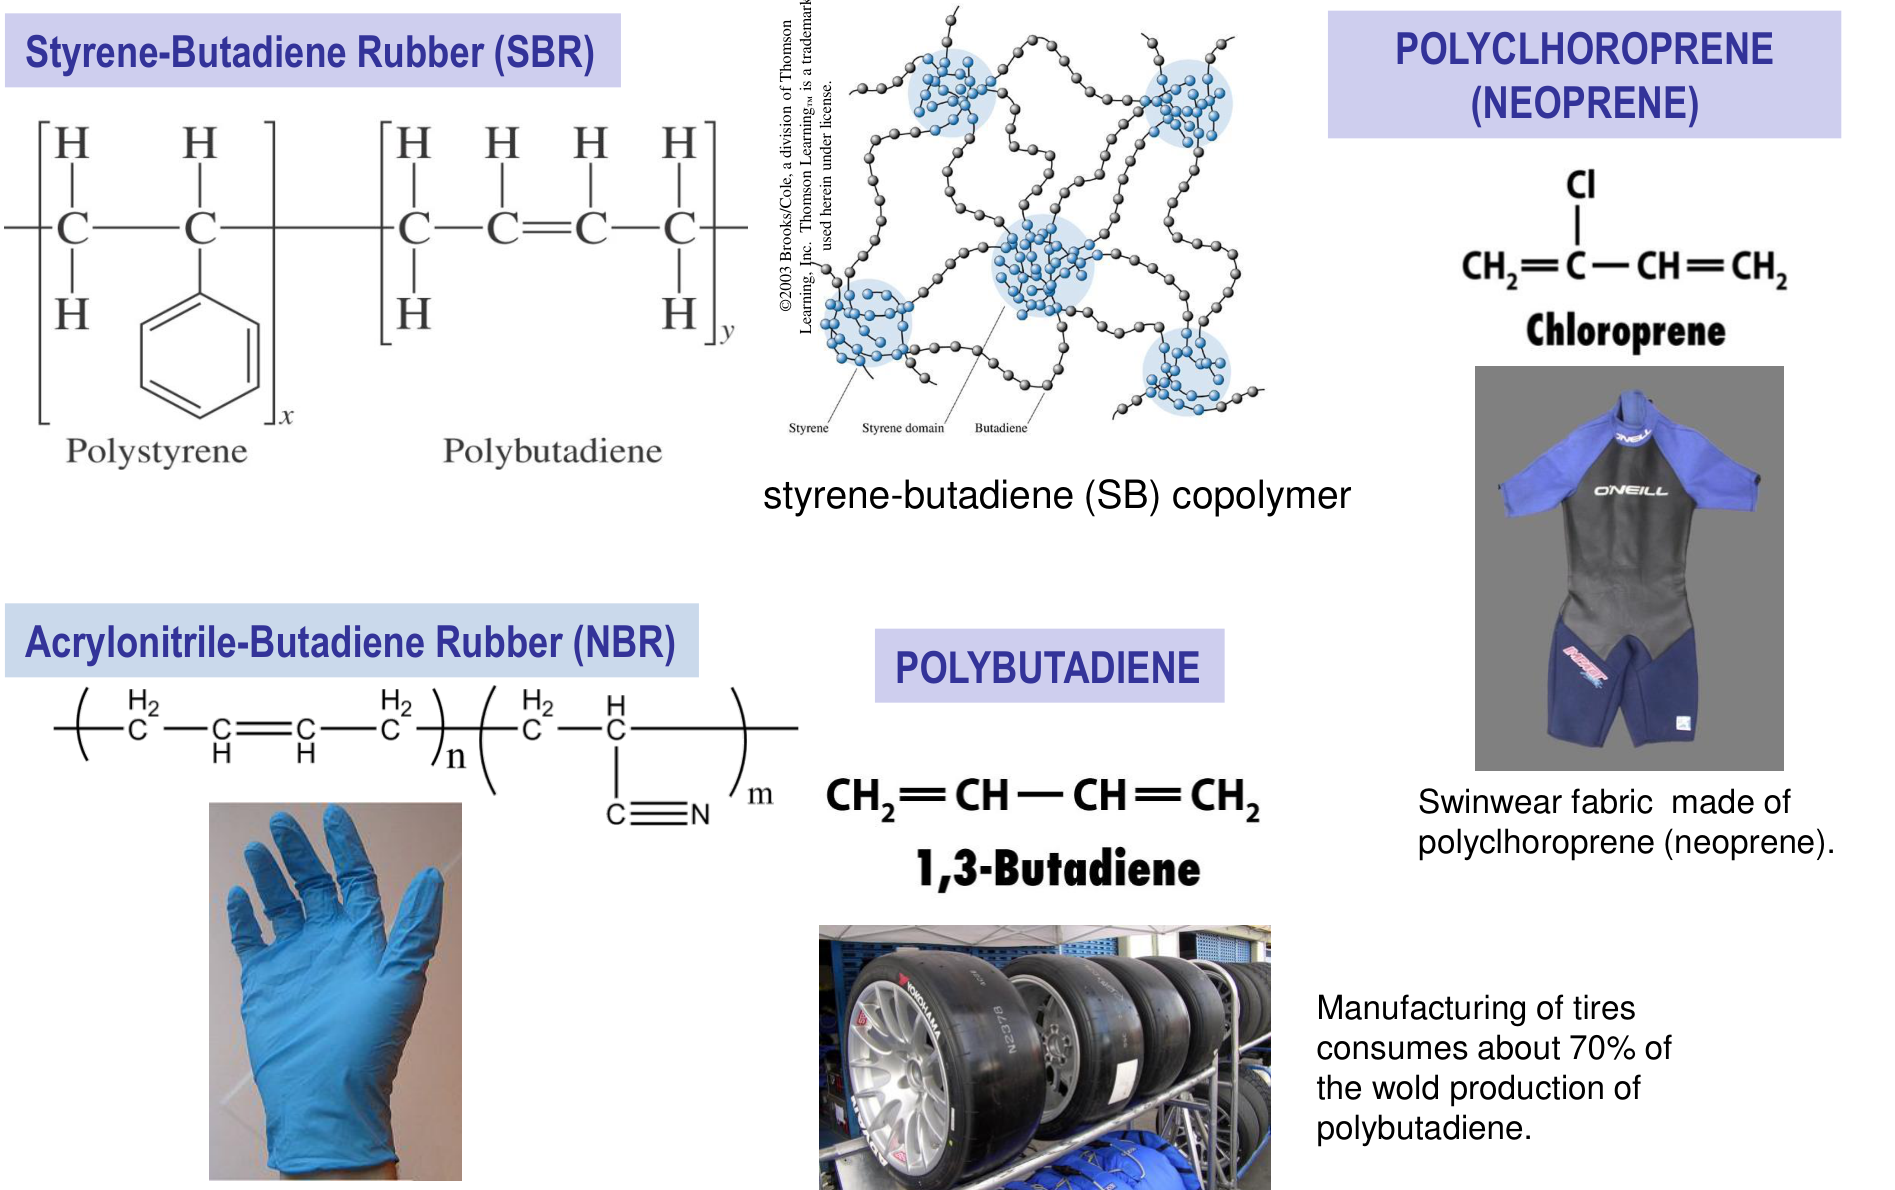 Styrene-Butadiene Rubber (SBR)
H H H H H H
C C C C C C
H H H
x
y
Polystyrene Polybutadiene
©2003 Brooks/Cole, a division of Thomson
Learning, Inc. Thomson Learning™ is a trademark
used herein under license.
Styrene Styrene domain Butadiene
styrene-butadiene (SB) copolymer
POLYCLHOROPRENE
(NEOPRENE)
Cl
CH2=C—CH=CH2
Chloroprene
O'NEILL
O'NEILL
Swinwear fabric made of
polyclhoroprene (neoprene).
Acrylonitrile-Butadiene Rubber (NBR)
H2 H2 H2 H
C C C C C C
H H
n
m
C≡N
POLYBUTADIENE
CH2=CH—CH=CH2
1,3-Butadiene
YOKOHAMA
N2378
ADVAN
Manufacturing of tires
consumes about 70% of
the wold production of
polybutadiene.